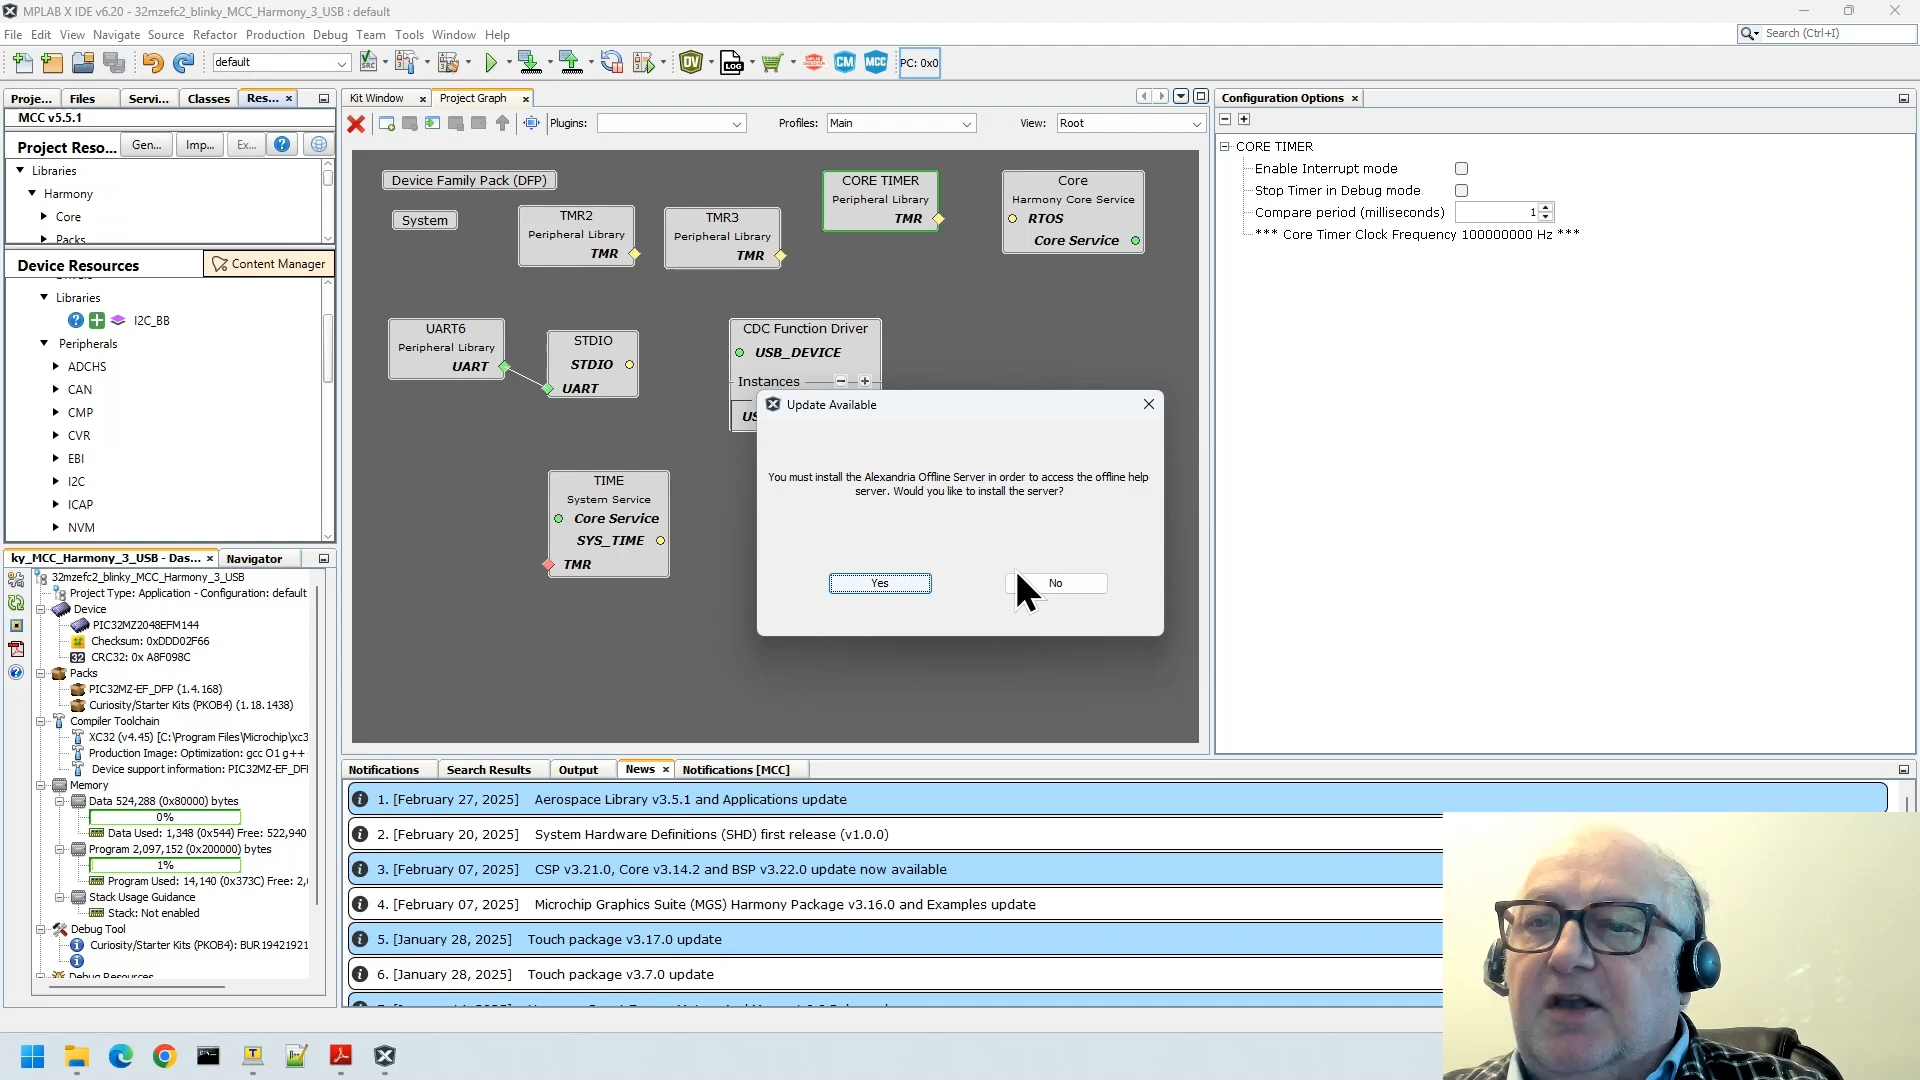 MPLAB X IDE v6.20 - 32mzefc2_blinky_MCC_Harmony_3_USB : default
File Edit View Navigate Source Refactor Production Debug Team Tools Window Help
Search (Ctrl+I)
default
PC: 0x0
Proje... Files Servi... Classes Res...
MCC v5.5.1
Project Reso... Gen... Imp... Ex...
Libraries
Harmony
Core
Packs
Device Resources Content Manager
Libraries
I2C_BB
Peripherals
ADCHS
CAN
CMP
CVR
EBI
I2C
ICAP
NVM
ky_MCC_Harmony_3_USB - Das... Navigator
32mzefc2_blinky_MCC_Harmony_3_USB
Project Type: Application - Configuration: default
Device
PIC32MZ2048EFM144
Checksum: 0xDDD02F66
CRC32: 0x A8F098C
Packs
PIC32MZ-EF_DFP (1.4.168)
Curiosity/Starter Kits (PKOB4) (1.18.1438)
Compiler Toolchain
XC32 (v4.45) [C:\Program Files\Microchip\xc3
Production Image: Optimization: gcc O1 g++
Device support information: PIC32MZ-EF_DFI
Memory
Data 524,288 (0x80000) bytes
0%
Data Used: 1,348 (0x544) Free: 522,940
Program 2,097,152 (0x200000) bytes
1%
Program Used: 14,140 (0x373C) Free: 2,
Stack Usage Guidance
Stack: Not enabled
Debug Tool
Curiosity/Starter Kits (PKOB4): BUR19421921
Debug Resources
Kit Window Project Graph
Plugins: Profiles: Main View: Root
Device Family Pack (DFP)
System
TMR2
Peripheral Library
TMR
TMR3
Peripheral Library
TMR
CORE TIMER
Peripheral Library
TMR
Core
Harmony Core Service
RTOS
Core Service
UART6
Peripheral Library
UART
STDIO
STDIO
UART
CDC Function Driver
USB_DEVICE
Instances
TIME
System Service
Core Service
SYS_TIME
TMR
Update Available
You must install the Alexandria Offline Server in order to access the offline help
server. Would you like to install the server?
Yes No
Configuration Options
CORE TIMER
Enable Interrupt mode
Stop Timer in Debug mode
Compare period (milliseconds) 1
*** Core Timer Clock Frequency 100000000 Hz ***
Notifications Search Results Output News Notifications [MCC]
1. [February 27, 2025] Aerospace Library v3.5.1 and Applications update
2. [February 20, 2025] System Hardware Definitions (SHD) first release (v1.0.0)
3. [February 07, 2025] CSP v3.21.0, Core v3.14.2 and BSP v3.22.0 update now available
4. [February 07, 2025] Microchip Graphics Suite (MGS) Harmony Package v3.16.0 and Examples update
5. [January 28, 2025] Touch package v3.17.0 update
6. [January 28, 2025] Touch package v3.7.0 update